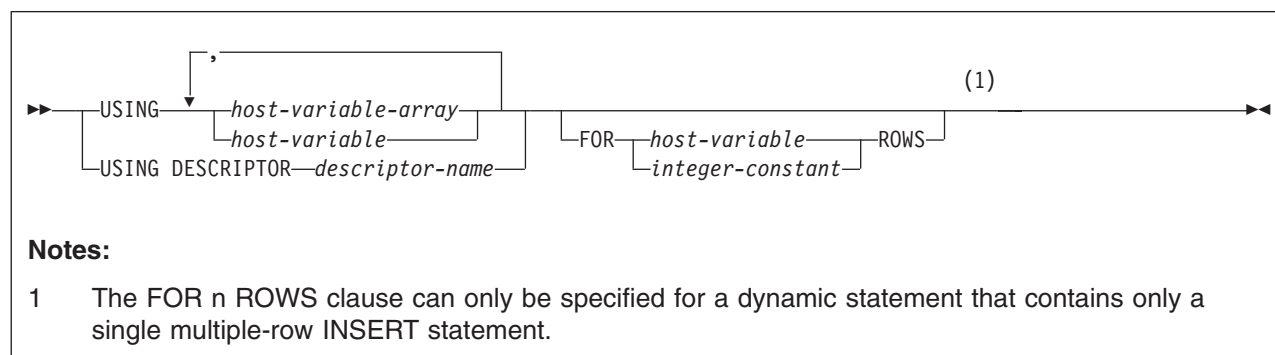 ,
(1)
USING host-variable-array
host-variable FOR host-variable ROWS
USING DESCRIPTOR descriptor-name integer-constant
Notes:
1 The FOR n ROWS clause can only be specified for a dynamic statement that contains only a
single multiple-row INSERT statement.